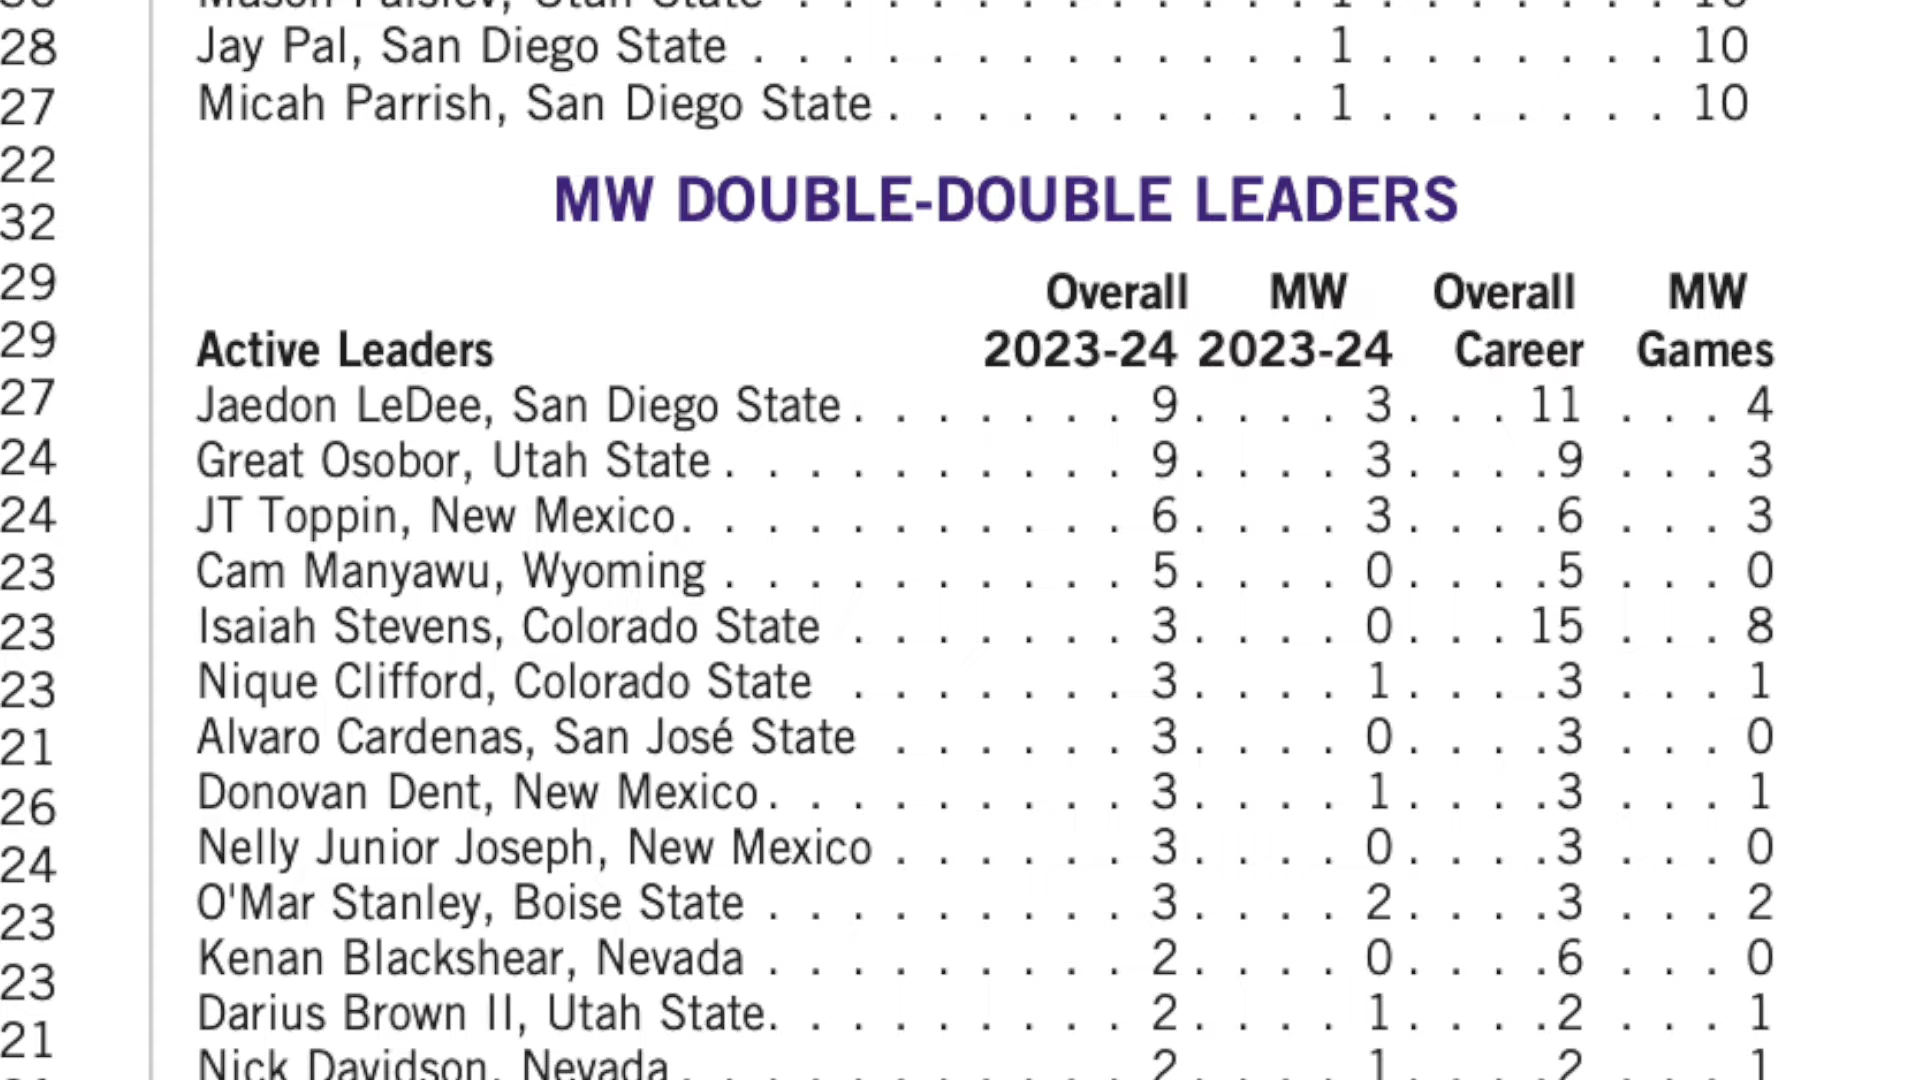 28
27
22
32
29
29
27
24
24
23
23
23
21
26
24
23
23
21
Jay Pal, San Diego State . . . . . . . . . . . . . . 1 . . . . . . . 10
Micah Parrish, San Diego State . . . . . . . . . . . 1 . . . . . . . 10
MW DOUBLE-DOUBLE LEADERS
Overall MW Overall MW
Active Leaders 2023-24 2023-24 Career Games
Jaedon LeDee, San Diego State . . . . . . . 9 . . . . 3 . . . 11 . . . 4
Great Osobor, Utah State . . . . . . . . . . 9 . . . . 3 . . . . 9 . . . 3
JT Toppin, New Mexico . . . . . . . . . . . 6 . . . . 3 . . . . 6 . . . 3
Cam Manyawu, Wyoming . . . . . . . . . . 5 . . . . 0 . . . . 5 . . . 0
Isaiah Stevens, Colorado State . . . . . . . 3 . . . . 0 . . . 15 . . . 8
Nique Clifford, Colorado State . . . . . . . 3 . . . . 1 . . . . 3 . . . 1
Alvaro Cardenas, San José State . . . . . . 3 . . . . 0 . . . . 3 . . . 0
Donovan Dent, New Mexico . . . . . . . . . 3 . . . . 1 . . . . 3 . . . 1
Nelly Junior Joseph, New Mexico . . . . . . 3 . . . . 0 . . . . 3 . . . 0
O'Mar Stanley, Boise State . . . . . . . . . 3 . . . . 2 . . . . 3 . . . 2
Kenan Blackshear, Nevada . . . . . . . . . 2 . . . . 0 . . . . 6 . . . 0
Darius Brown II, Utah State . . . . . . . . . 2 . . . . 1 . . . . 2 . . . 1
Nick Davidson, Nevada . . . . . . . . . . . 2 . . . . 1 . . . . 2 . . . 1